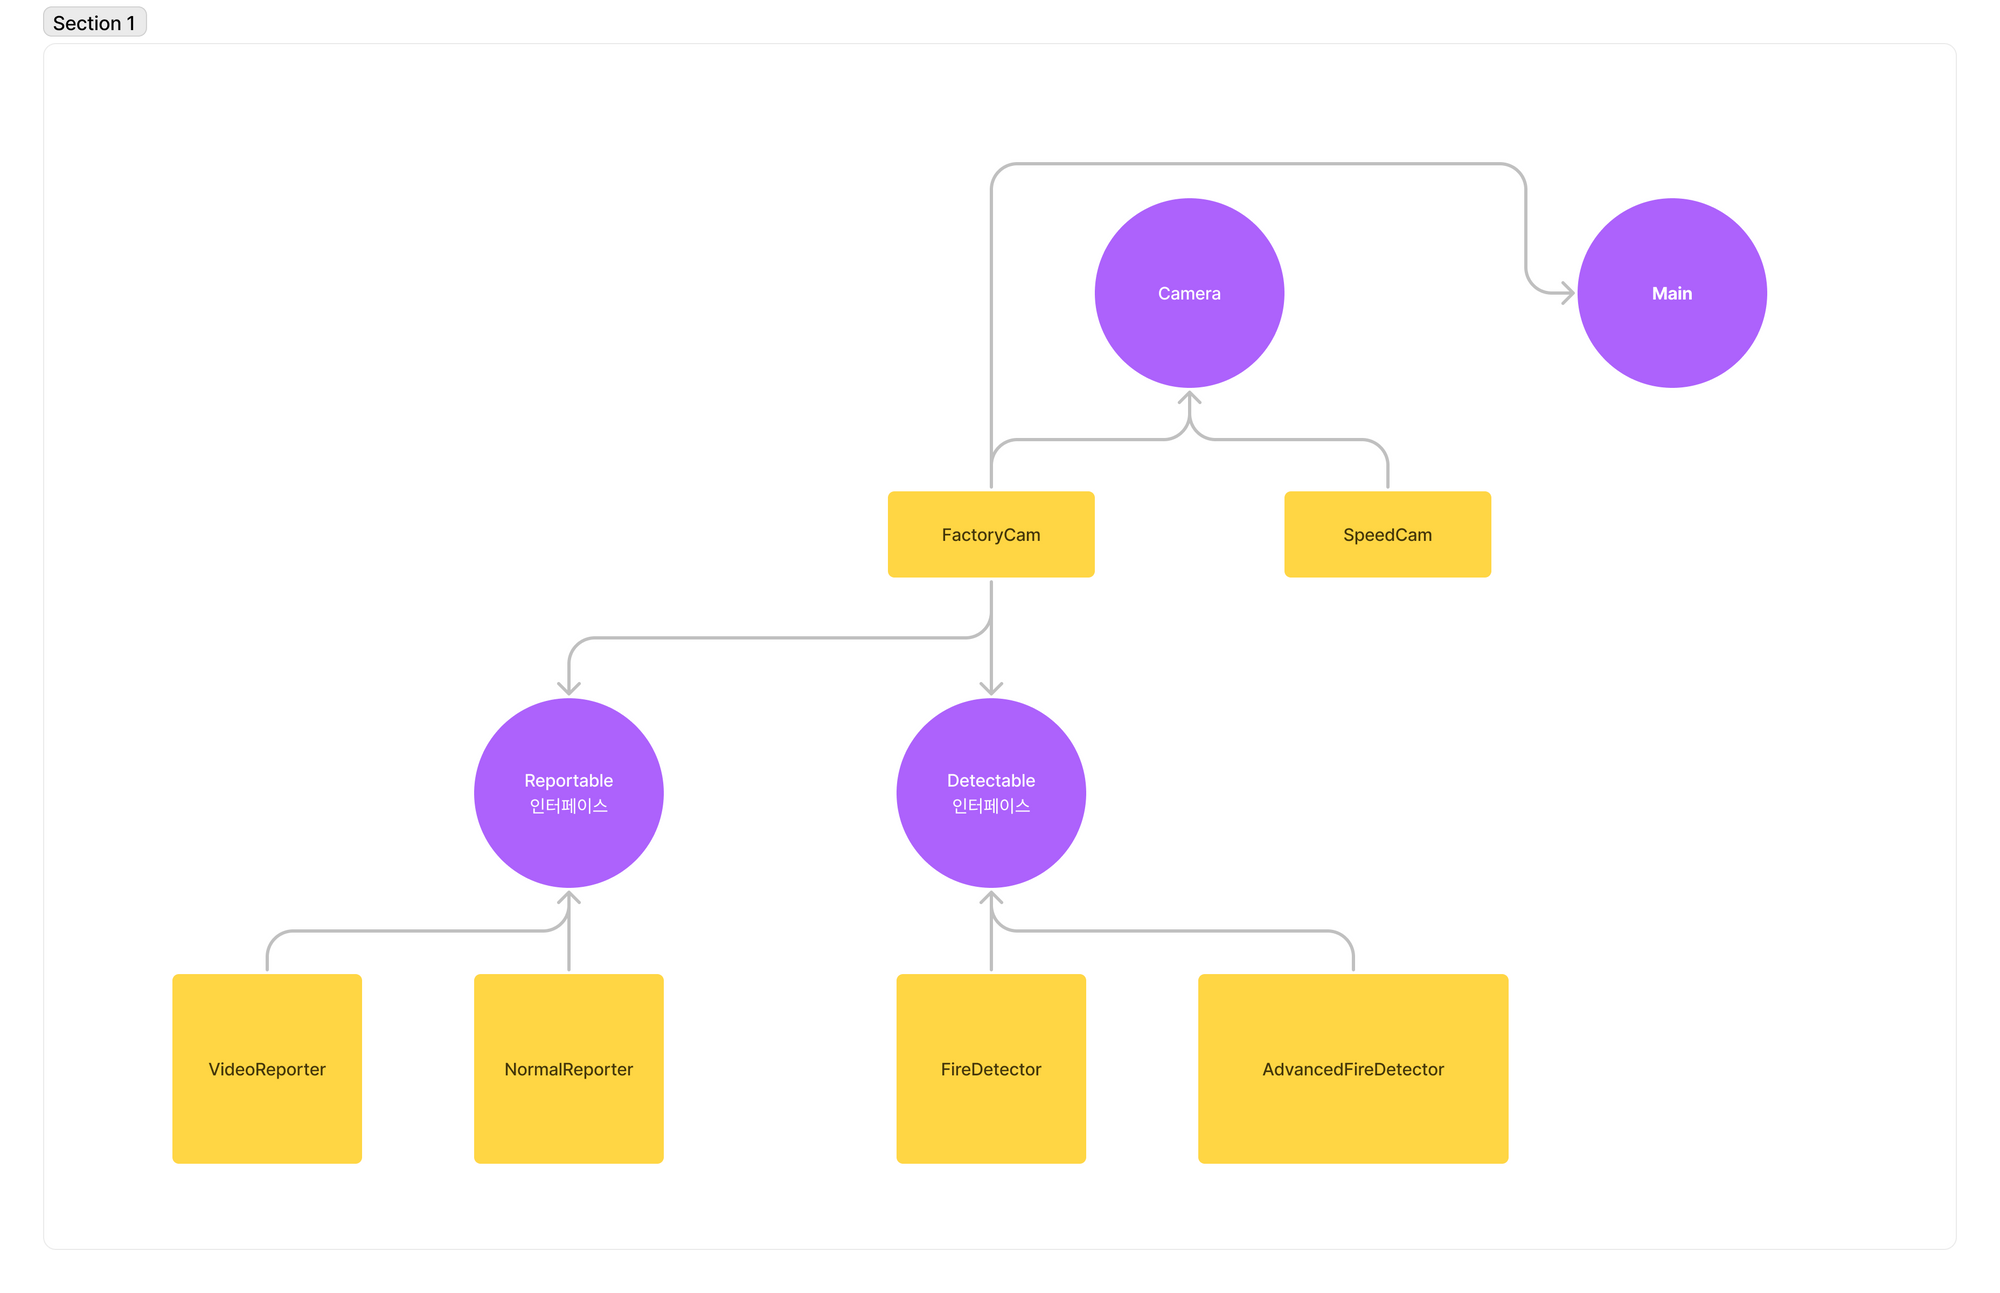 Section 1
Camera
Main
FactoryCam
SpeedCam
Reportable
인터페이스
Detectable
인터페이스
VideoReporter
NormalReporter
FireDetector
AdvancedFireDetector